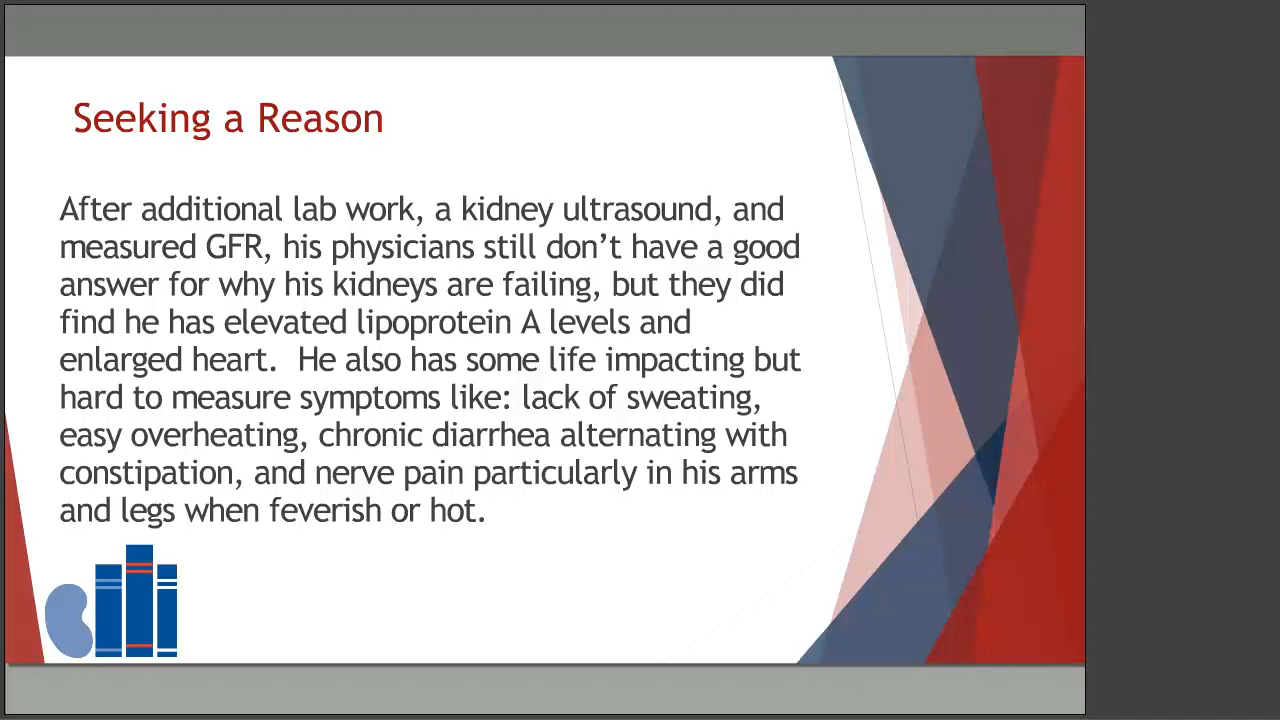 Seeking a Reason
After additional lab work, a kidney ultrasound, and
measured GFR, his physicians still don’t have a good
answer for why his kidneys are failing, but they did
find he has elevated lipoprotein A levels and
enlarged heart.  He also has some life impacting but
hard to measure symptoms like: lack of sweating,
easy overheating, chronic diarrhea alternating with
constipation, and nerve pain particularly in his arms
and legs when feverish or hot.